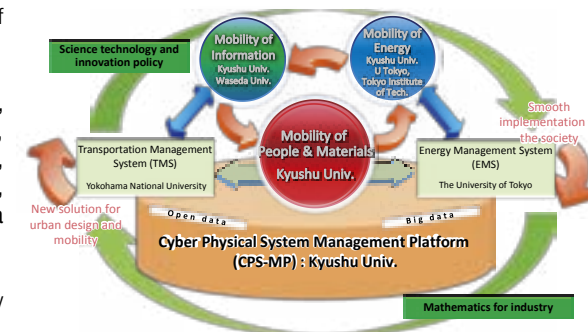 f
Science technology and
innovation policy
Mobility of
Information
Kyushu Univ.
Waseda Univ.
Mobility of
Energy
Kyushu Univ.
U Tokyo,
Tokyo Institute
of Tech.
,
,
,
,
a
Smooth
implementation
the society
Mobility of
People & Materials
Kyushu Univ.
Transportation Management
System (TMS)
Yokohama National University
Energy Management System
(EMS)
The University of Tokyo
New solution for
urban design and
mobility
Open data
Big data
Cyber Physical System Management Platform
(CPS-MP) : Kyushu Univ.
Mathematics for industry